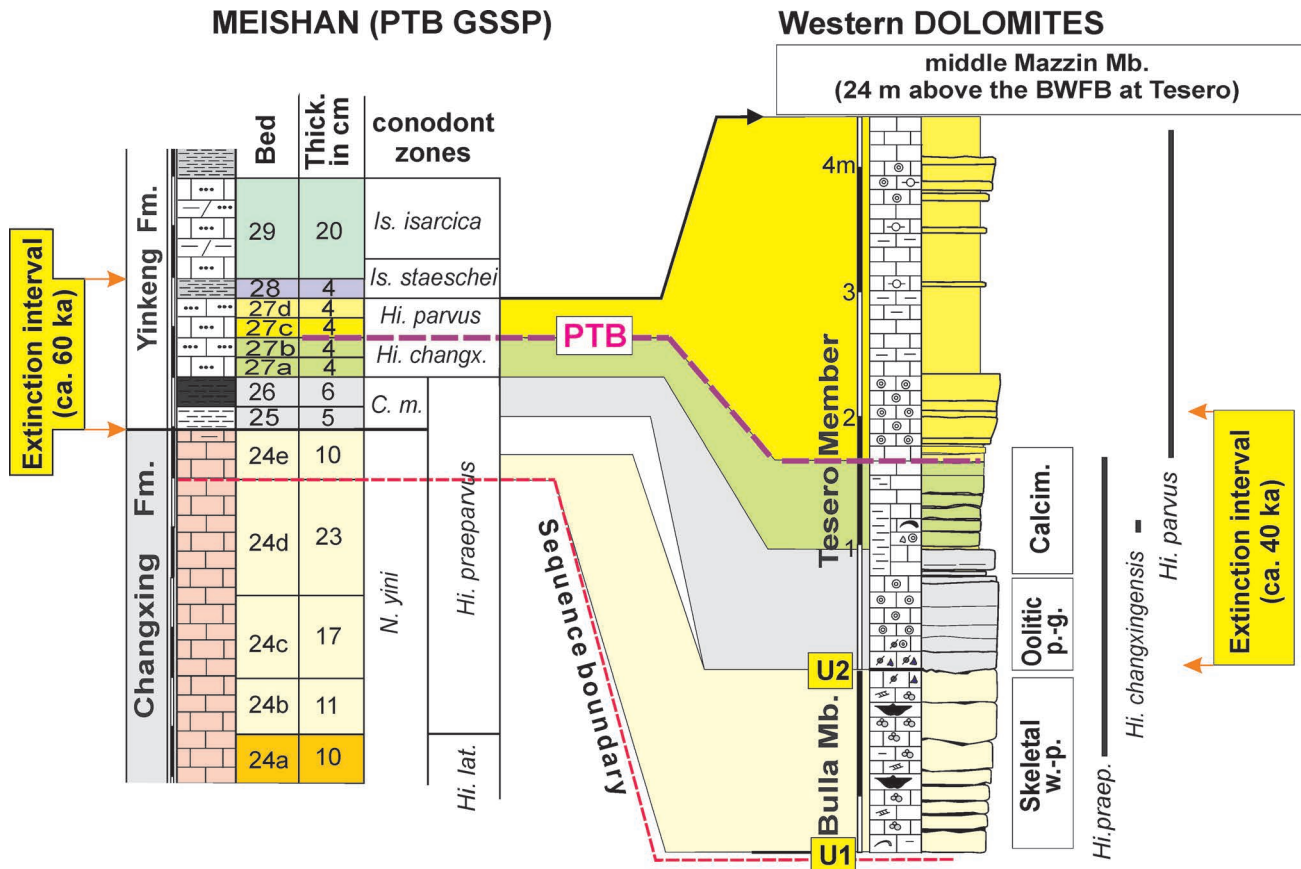 MEISHAN (PTB GSSP)
Western DOLOMITES
middle Mazzin Mb.
(24 m above the BWFB at Tesero)
Bed
Thick.
in cm
conodont
zones
Yinkeng Fm.
Changxing Fm.
Extinction interval
(ca. 60 ka)
29 20
28 4
27d 4
27c 4
27b 4
27a 4
26 6
25 5
24e 10
24d 23
24c 17
24b 11
24a 10
Is. isarcica
Is. staeschei
Hi. parvus
Hi. changx.
C. m.
N. yini
Hi. praeparvus
Hi. lat.
PTB
Sequence boundary
4m
3
2
1
Tesero Member
Bulla Mb.
U2
U1
Calcim.
Oolitic
p.-g.
Skeletal
w.-p.
Hi.praep.
Hi. changxingensis
Hi. parvus
Extinction interval
(ca. 40 ka)